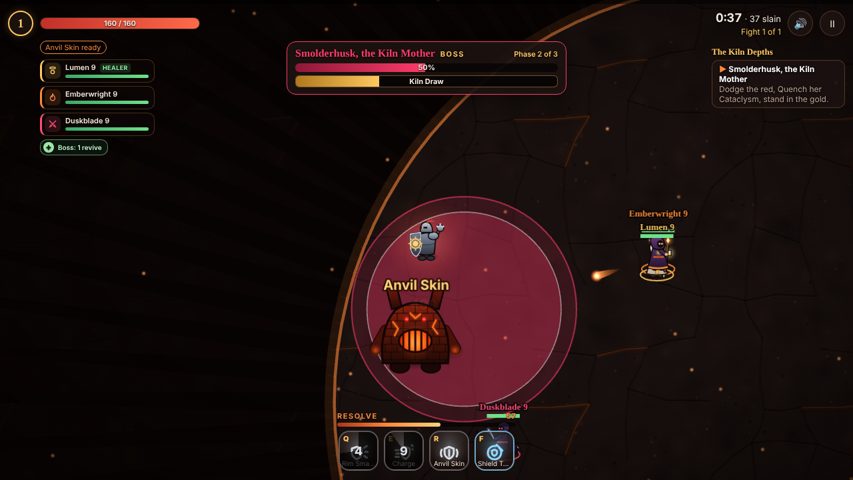 1
160 / 160
Anvil Skin ready
Lumen 9 HEALER
Emberwright 9
Duskblade 9
Boss: 1 revive
Smolderhusk, the Kiln Mother BOSS Phase 2 of 3
50%
Kiln Draw
0:37 · 37 slain
Fight 1 of 1
The Kiln Depths
▶ Smolderhusk, the Kiln
Mother
Dodge the red, Quench her
Cataclysm, stand in the gold.
Emberwright 9
Lumen 9
Anvil Skin
Duskblade 9
RESOLVE
Q
4
9
Charge
R
Anvil Skin
F
Shield T...